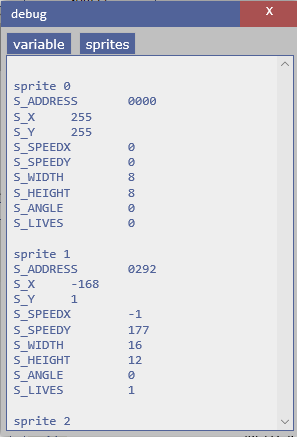 debug
X
variable sprites
sprite 0
S_ADDRESS 0000
S_X 255
S_Y 255
S_SPEEDX 0
S_SPEEDY 0
S_WIDTH 8
S_HEIGHT 8
S_ANGLE 0
S_LIVES 0
sprite 1
S_ADDRESS 0292
S_X -168
S_Y 1
S_SPEEDX -1
S_SPEEDY 177
S_WIDTH 16
S_HEIGHT 12
S_ANGLE 0
S_LIVES 1
sprite 2